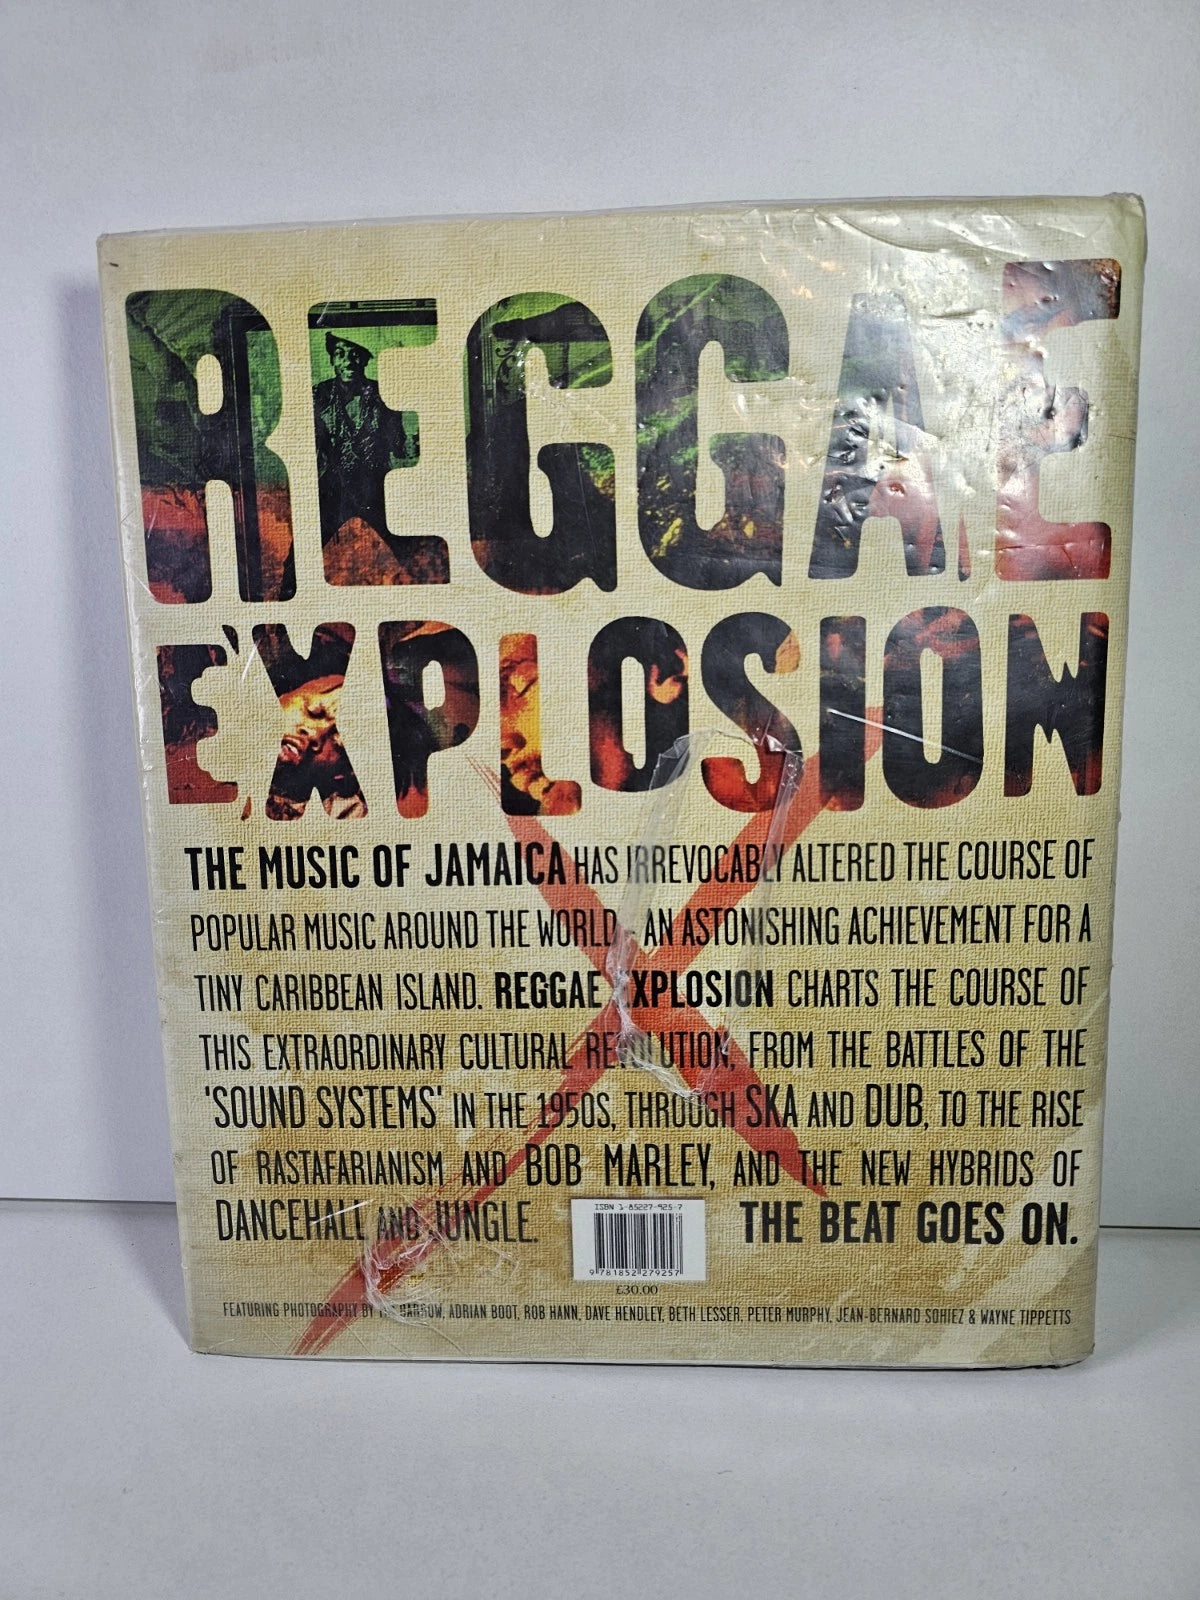 REGGAE
EXPLOSION
THE MUSIC OF JAMAICA HAS IRREVOCABLY ALTERED THE COURSE OF
POPULAR MUSIC AROUND THE WORLD - AN ASTONISHING ACHIEVEMENT FOR A
TINY CARIBBEAN ISLAND. REGGAE EXPLOSION CHARTS THE COURSE OF
THIS EXTRAORDINARY CULTURAL REVOLUTION, FROM THE BATTLES OF THE
'SOUND SYSTEMS' IN THE 1950S, THROUGH SKA AND DUB, TO THE RISE
OF RASTAFARIANISM AND BOB MARLEY, AND THE NEW HYBRIDS OF
DANCEHALL AND JUNGLE. THE BEAT GOES ON.
ISBN 1-85227-925-7
9 781852 279257
£30.00
FEATURING PHOTOGRAPHY BY BARROW, ADRIAN BOOT, ROB HANN, DAVE HENDLEY, BETH LESSER, PETER MURPHY, JEAN-BERNARD SOHIEZ & WAYNE TIPPETTS